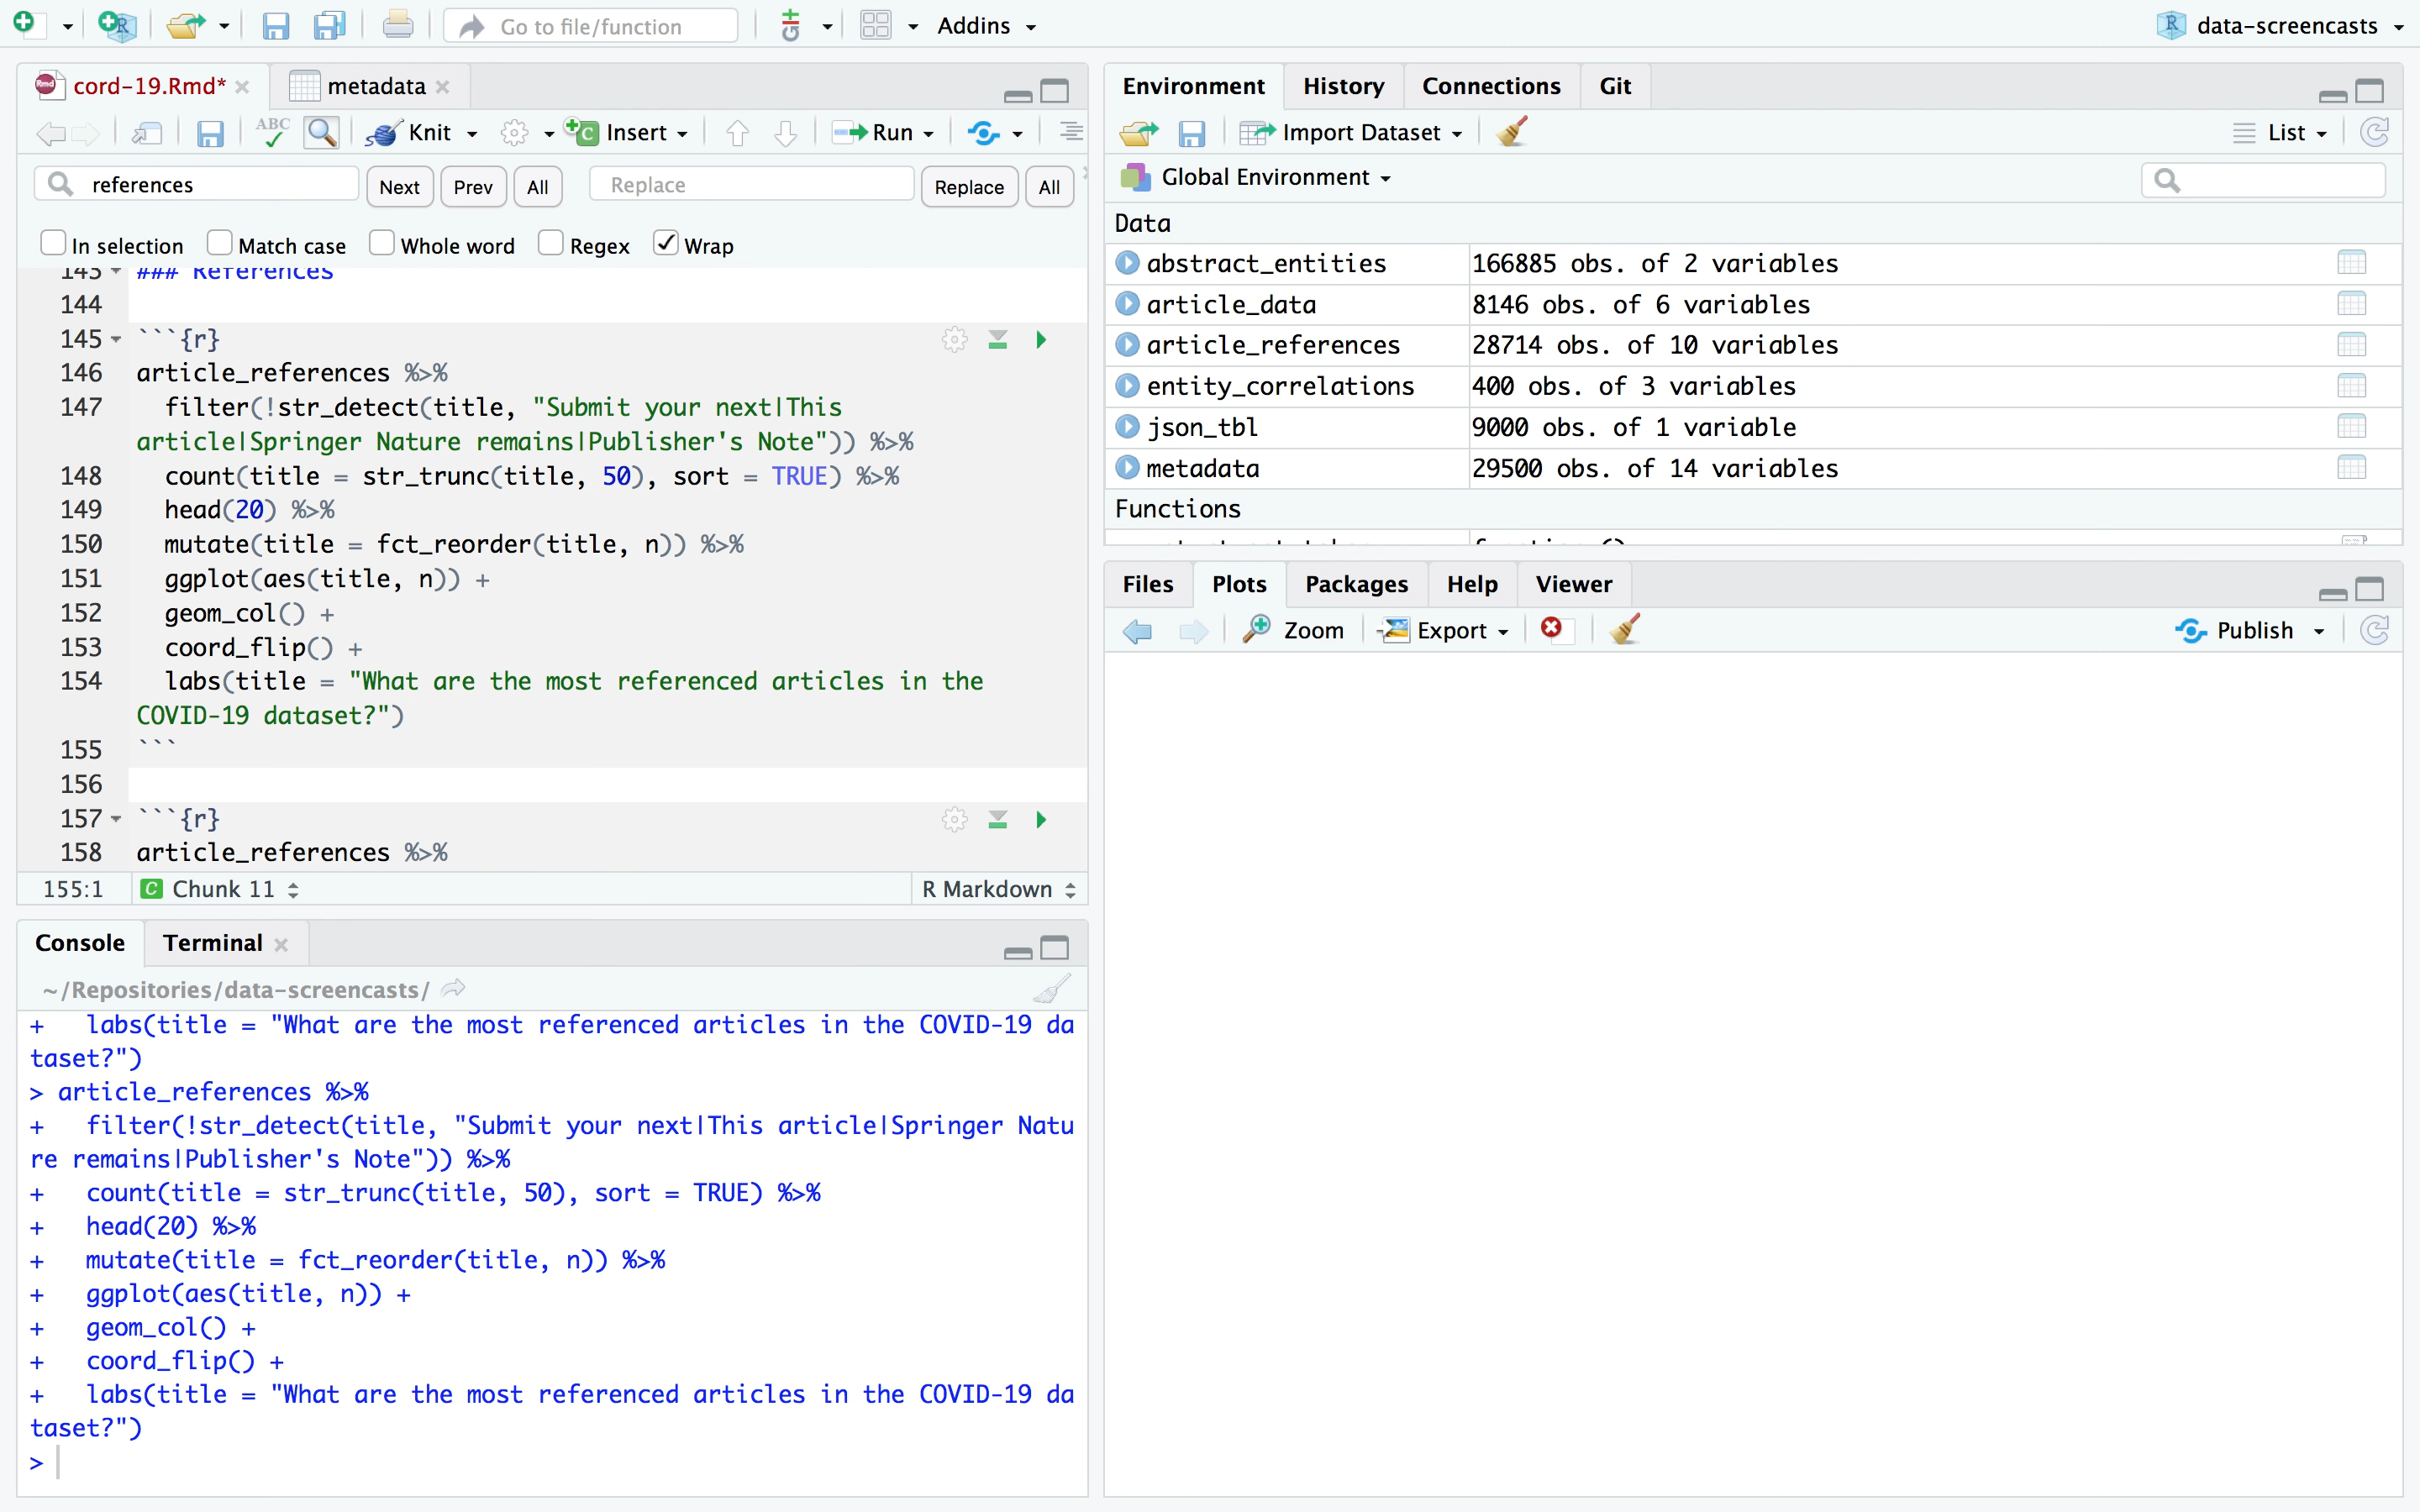 Go to file/function
Addins
data-screencasts
cord-19.Rmd*
metadata
ABC
Knit
Insert
Run
references
Next
Prev
All
Replace
Replace
All
In selection
Match case
Whole word
Regex
Wrap
143 ### References
144
145 ```{r}
146 article_references %>%
147 filter(!str_detect(title, "Submit your next|This
article|Springer Nature remains|Publisher's Note")) %>%
148 count(title = str_trunc(title, 50), sort = TRUE) %>%
149 head(20) %>%
150 mutate(title = fct_reorder(title, n)) %>%
151 ggplot(aes(title, n)) +
152 geom_col() +
153 coord_flip() +
154 labs(title = "What are the most referenced articles in the
COVID-19 dataset?")
155 ```
156
157 ```{r}
158 article_references %>%
155:1 C Chunk 11 R Markdown
Console Terminal
~/Repositories/data-screencasts/
+ labs(title = "What are the most referenced articles in the COVID-19 da
taset?")
> article_references %>%
+ filter(!str_detect(title, "Submit your next|This article|Springer Natu
re remains|Publisher's Note")) %>%
+ count(title = str_trunc(title, 50), sort = TRUE) %>%
+ head(20) %>%
+ mutate(title = fct_reorder(title, n)) %>%
+ ggplot(aes(title, n)) +
+ geom_col() +
+ coord_flip() +
+ labs(title = "What are the most referenced articles in the COVID-19 da
taset?")
>
Environment History Connections Git
Import Dataset
List
Global Environment
Data
abstract_entities 166885 obs. of 2 variables
article_data 8146 obs. of 6 variables
article_references 28714 obs. of 10 variables
entity_correlations 400 obs. of 3 variables
json_tbl 9000 obs. of 1 variable
metadata 29500 obs. of 14 variables
Functions
Files Plots Packages Help Viewer
Zoom
Export
Publish